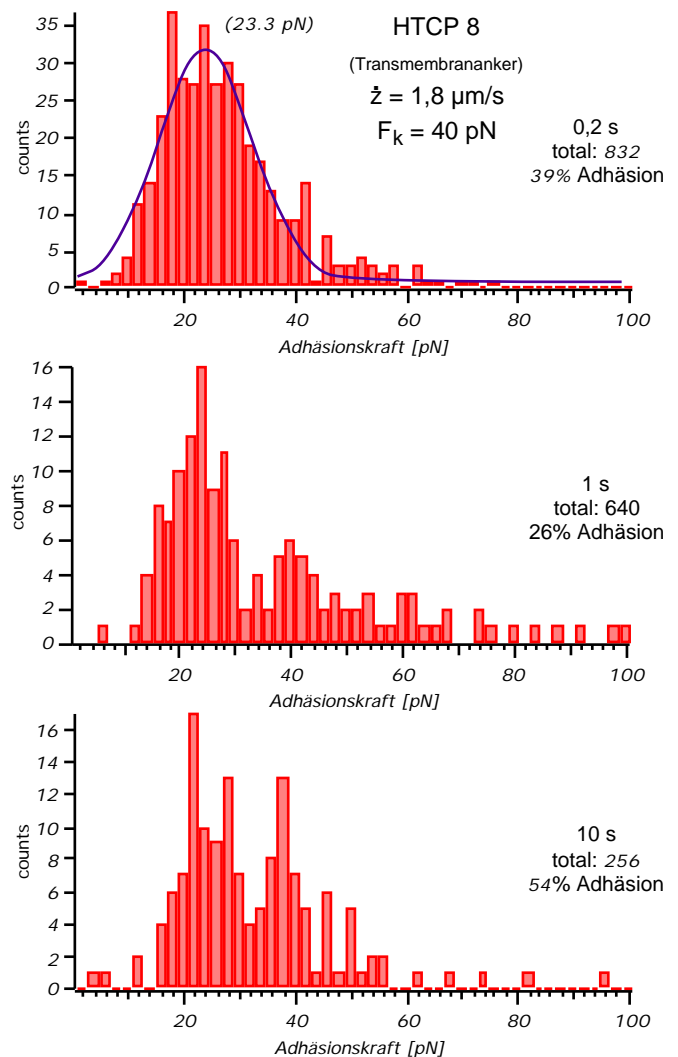 (23.3 pN)
HTCP 8
(Transmembrananker)
ż = 1,8 µm/s
Fk = 40 pN
0,2 s
total: 832
39% Adhäsion
counts
35
30
25
20
15
10
5
0
20 40 60 80 100
Adhäsionskraft [pN]
1 s
total: 640
26% Adhäsion
counts
16
14
12
10
8
6
4
2
0
20 40 60 80 100
Adhäsionskraft [pN]
10 s
total: 256
54% Adhäsion
counts
16
14
12
10
8
6
4
2
0
20 40 60 80 100
Adhäsionskraft [pN]